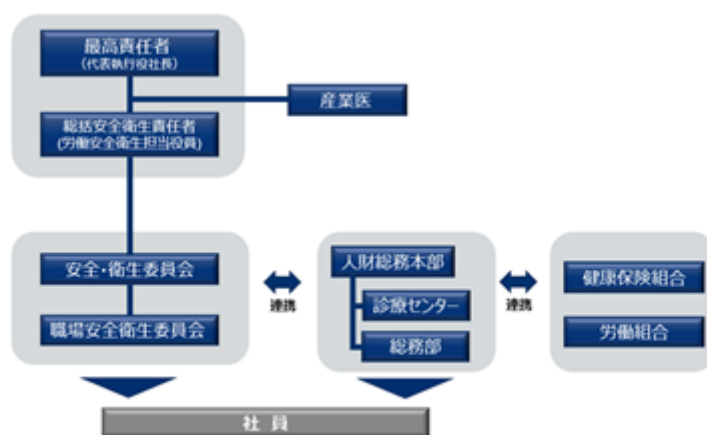 最高責任者
(代表執行役社長)
産業医
総括安全衛生責任者
(労働安全衛生担当役員)
安全・衛生委員会
職場安全衛生委員会
連携
人財総務本部
診療センター
総務部
連携
健康保険組合
労働組合
社 員